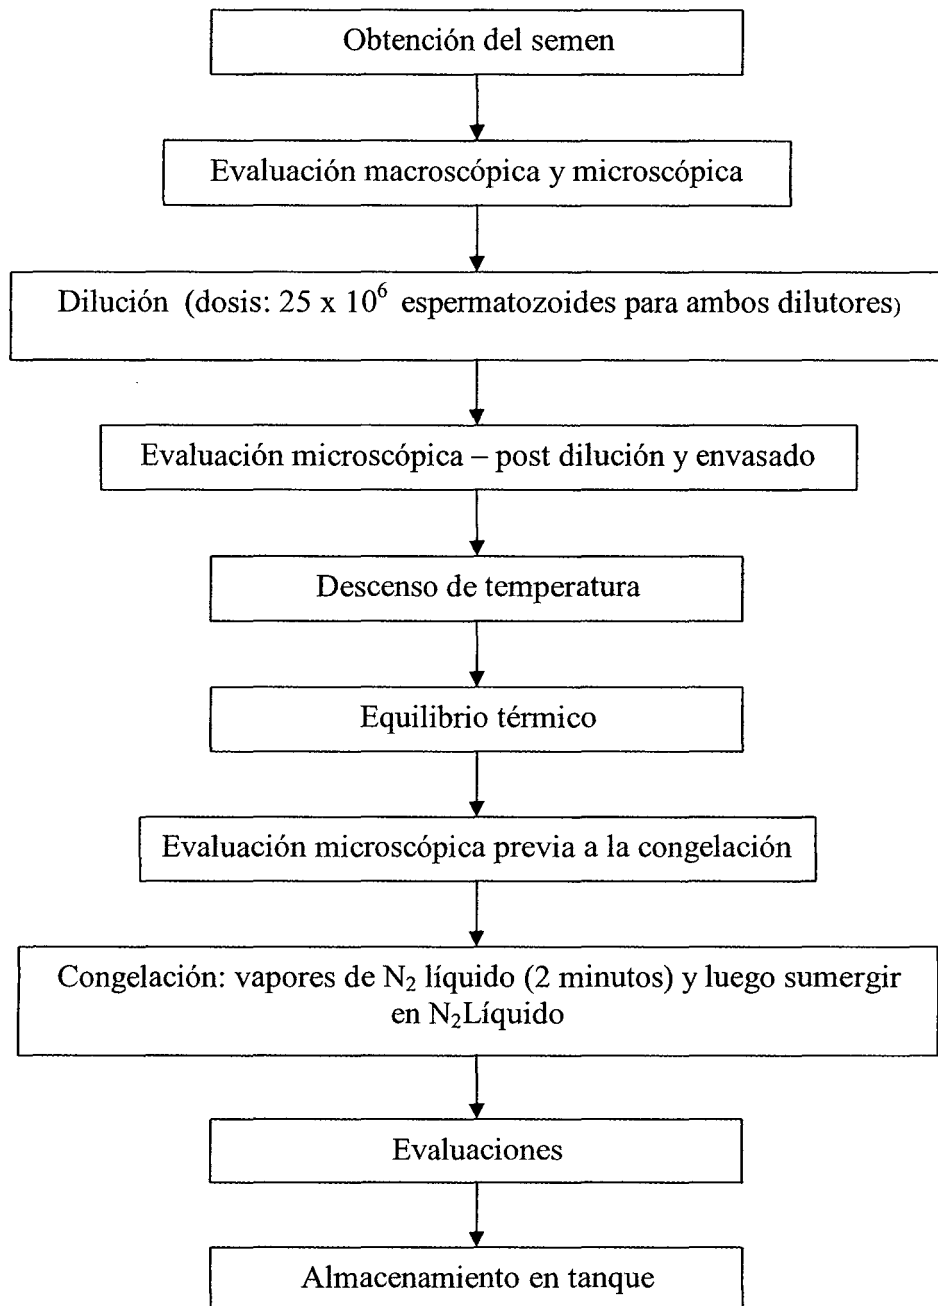 Obtención del semen
Evaluación macroscópica y microscópica
Dilución (dosis: 25 x 10⁶ espermatozoides para ambos dilutores)
Evaluación microscópica – post dilución y envasado
Descenso de temperatura
Equilibrio térmico
Evaluación microscópica previa a la congelación
Congelación: vapores de N₂ líquido (2 minutos) y luego sumergir
en N₂Líquido
Evaluaciones
Almacenamiento en tanque